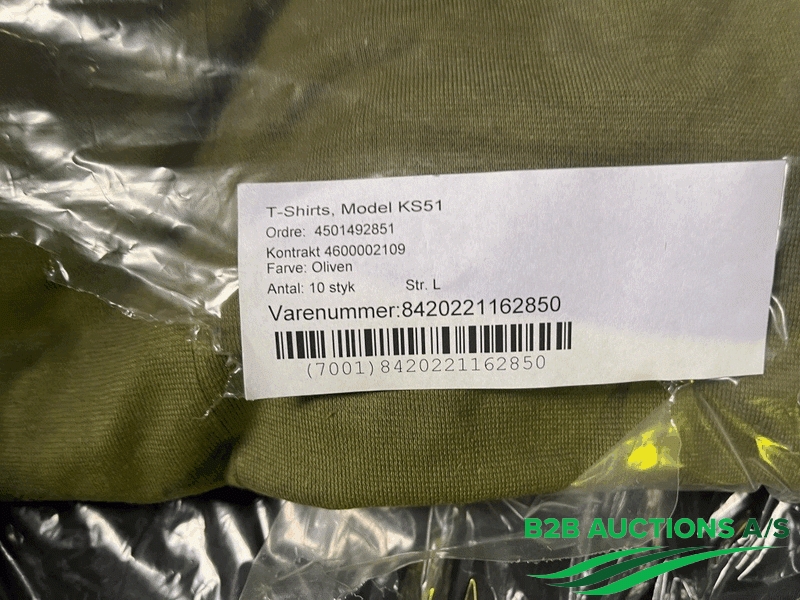 T-Shirts, Model KS51
Ordre: 4501492851
Kontrakt 4600002109
Farve: Oliven
Antal: 10 styk Str. L
Varenummer:8420221162850
(7001)8420221162850
B2B AUCTIONS A/S